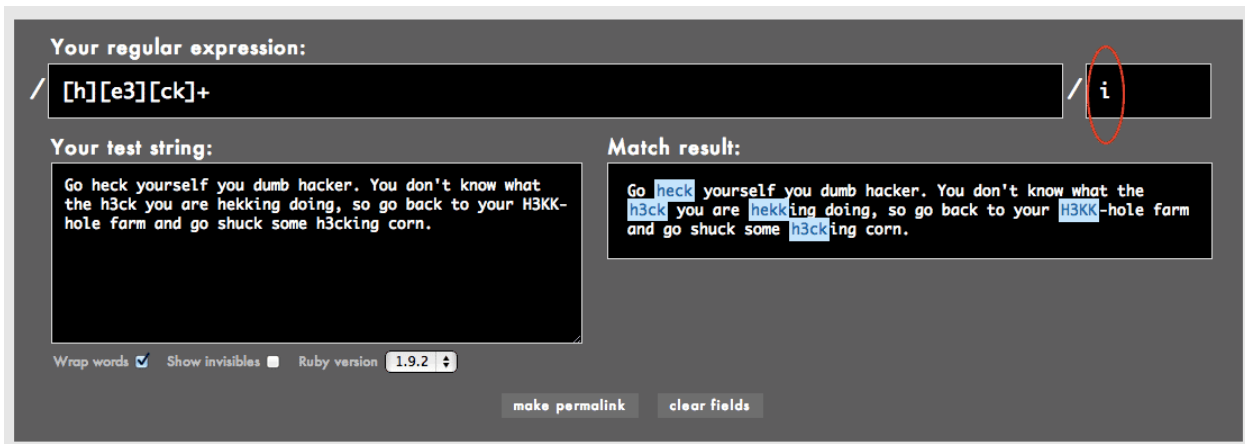 Your regular expression:
/ [h][e3][ck]+ / i
Your test string:
Go heck yourself you dumb hacker. You don't know what
the h3ck you are hekking doing, so go back to your H3KK-
hole farm and go shuck some h3cking corn.
Match result:
Go heck yourself you dumb hacker. You don't know what the
h3ck you are hekking doing, so go back to your H3KK-hole farm
and go shuck some h3cking corn.
Wrap words Show invisibles Ruby version 1.9.2
make permalink clear fields